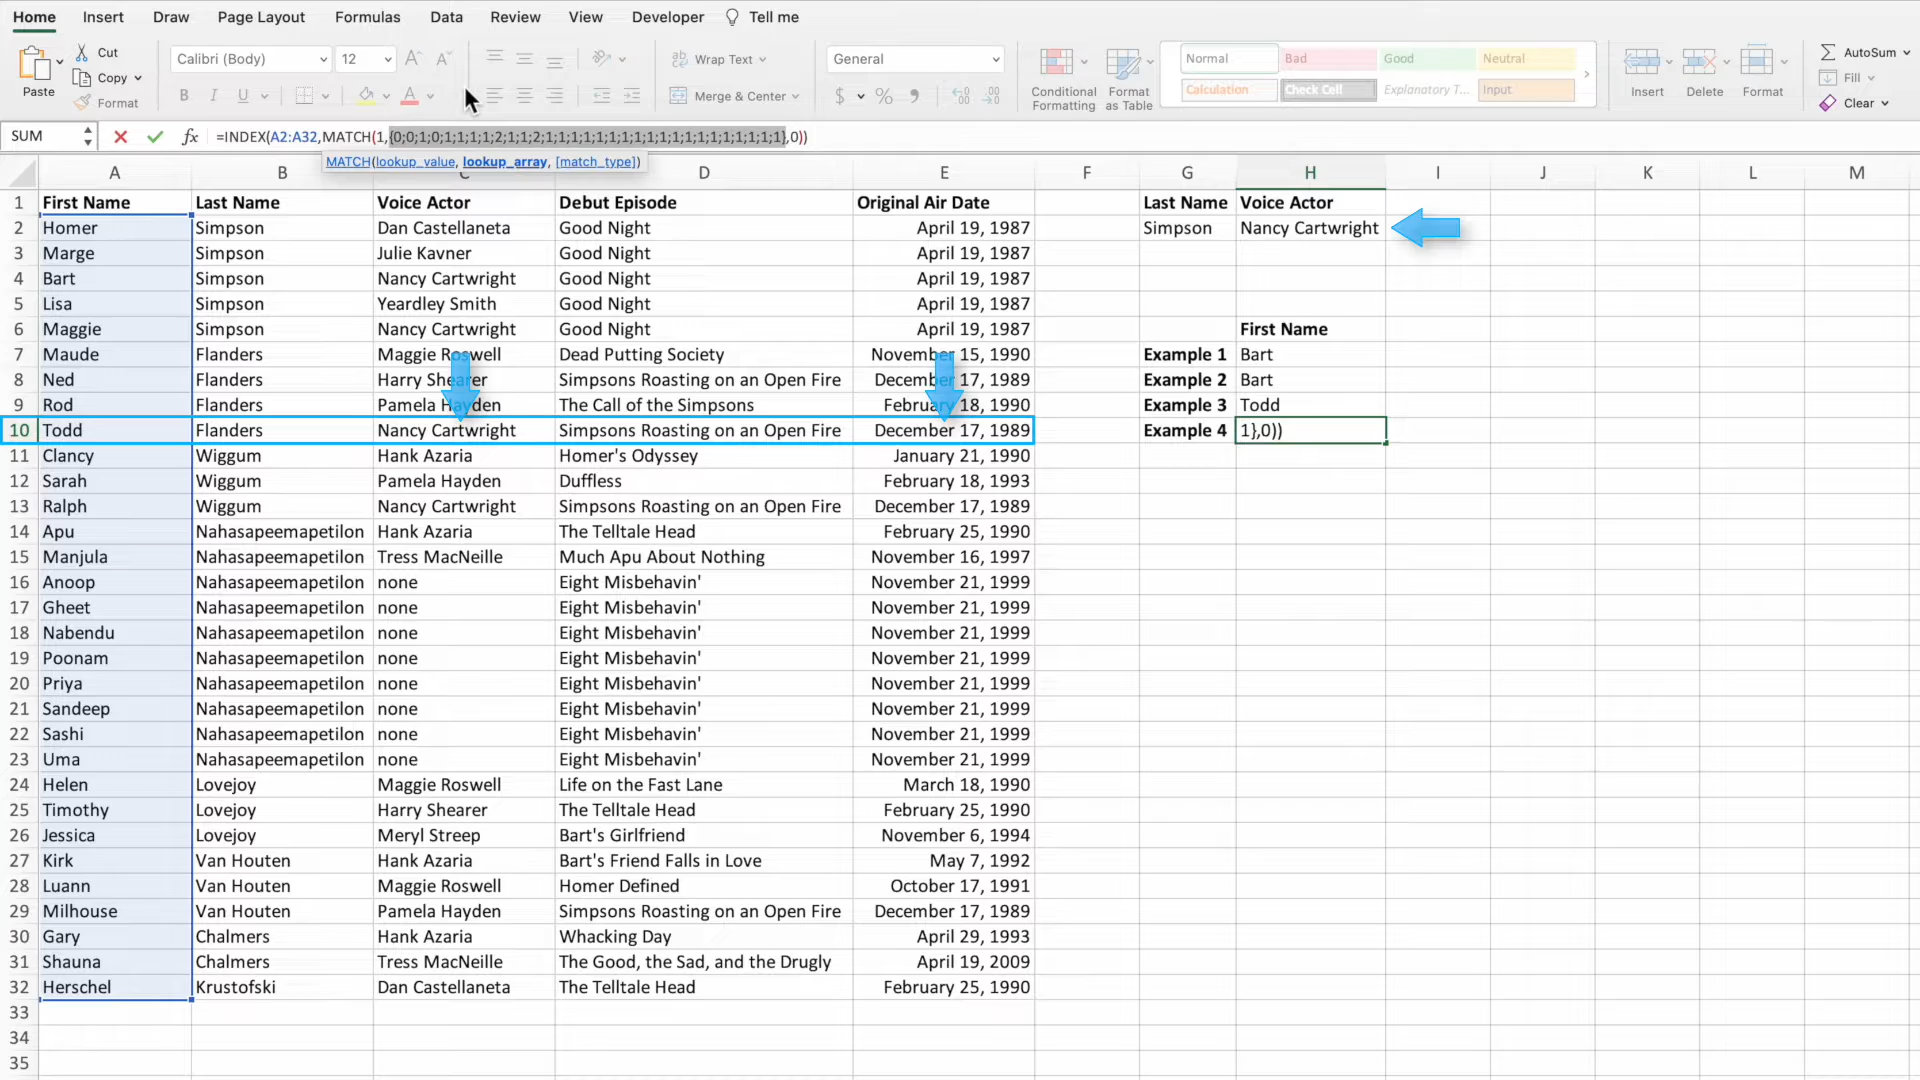 Home Insert Draw Page Layout Formulas Data Review View Developer Tell me
Paste
Cut
Copy
Format
Calibri (Body) 12 A A
B I U A
Wrap Text
Merge & Center
General
$ %
Conditional Formatting
Format as Table
Normal Bad Good Neutral
Calculation Check Cell Explanatory T... Input
Insert Delete Format
AutoSum
Fill
Clear
SUM fx =INDEX(A2:A32,MATCH(1,{0;0;1;0;1;1;1;1;2;1;1;2;1;1;1;1;1;1;1;1;1;1;1;1;1;1;1;1;1;1;1},0))
MATCH(lookup_value, lookup_array, [match_type])
A B C D E F G H I J K L M
1 First Name Last Name Voice Actor Debut Episode Original Air Date Last Name Voice Actor
2 Homer Simpson Dan Castellaneta Good Night April 19, 1987 Simpson Nancy Cartwright
3 Marge Simpson Julie Kavner Good Night April 19, 1987
4 Bart Simpson Nancy Cartwright Good Night April 19, 1987
5 Lisa Simpson Yeardley Smith Good Night April 19, 1987
6 Maggie Simpson Nancy Cartwright Good Night April 19, 1987 First Name
7 Maude Flanders Maggie Roswell Dead Putting Society November 15, 1990 Example 1 Bart
8 Ned Flanders Harry Shearer Simpsons Roasting on an Open Fire December 17, 1989 Example 2 Bart
9 Rod Flanders Pamela Hayden The Call of the Simpsons February 18, 1990 Example 3 Todd
10 Todd Flanders Nancy Cartwright Simpsons Roasting on an Open Fire December 17, 1989 Example 4 1},0))
11 Clancy Wiggum Hank Azaria Homer's Odyssey January 21, 1990
12 Sarah Wiggum Pamela Hayden Duffless February 18, 1993
13 Ralph Wiggum Nancy Cartwright Simpsons Roasting on an Open Fire December 17, 1989
14 Apu Nahasapeemapetilon Hank Azaria The Telltale Head February 25, 1990
15 Manjula Nahasapeemapetilon Tress MacNeille Much Apu About Nothing November 16, 1997
16 Anoop Nahasapeemapetilon none Eight Misbehavin' November 21, 1999
17 Gheet Nahasapeemapetilon none Eight Misbehavin' November 21, 1999
18 Nabendu Nahasapeemapetilon none Eight Misbehavin' November 21, 1999
19 Poonam Nahasapeemapetilon none Eight Misbehavin' November 21, 1999
20 Priya Nahasapeemapetilon none Eight Misbehavin' November 21, 1999
21 Sandeep Nahasapeemapetilon none Eight Misbehavin' November 21, 1999
22 Sashi Nahasapeemapetilon none Eight Misbehavin' November 21, 1999
23 Uma Nahasapeemapetilon none Eight Misbehavin' November 21, 1999
24 Helen Lovejoy Maggie Roswell Life on the Fast Lane March 18, 1990
25 Timothy Lovejoy Harry Shearer The Telltale Head February 25, 1990
26 Jessica Lovejoy Meryl Streep Bart's Girlfriend November 6, 1994
27 Kirk Van Houten Hank Azaria Bart's Friend Falls in Love May 7, 1992
28 Luann Van Houten Maggie Roswell Homer Defined October 17, 1991
29 Milhouse Van Houten Pamela Hayden Simpsons Roasting on an Open Fire December 17, 1989
30 Gary Chalmers Hank Azaria Whacking Day April 29, 1993
31 Shauna Chalmers Tress MacNeille The Good, the Sad, and the Drugly April 19, 2009
32 Herschel Krustofski Dan Castellaneta The Telltale Head February 25, 1990
33
34
35